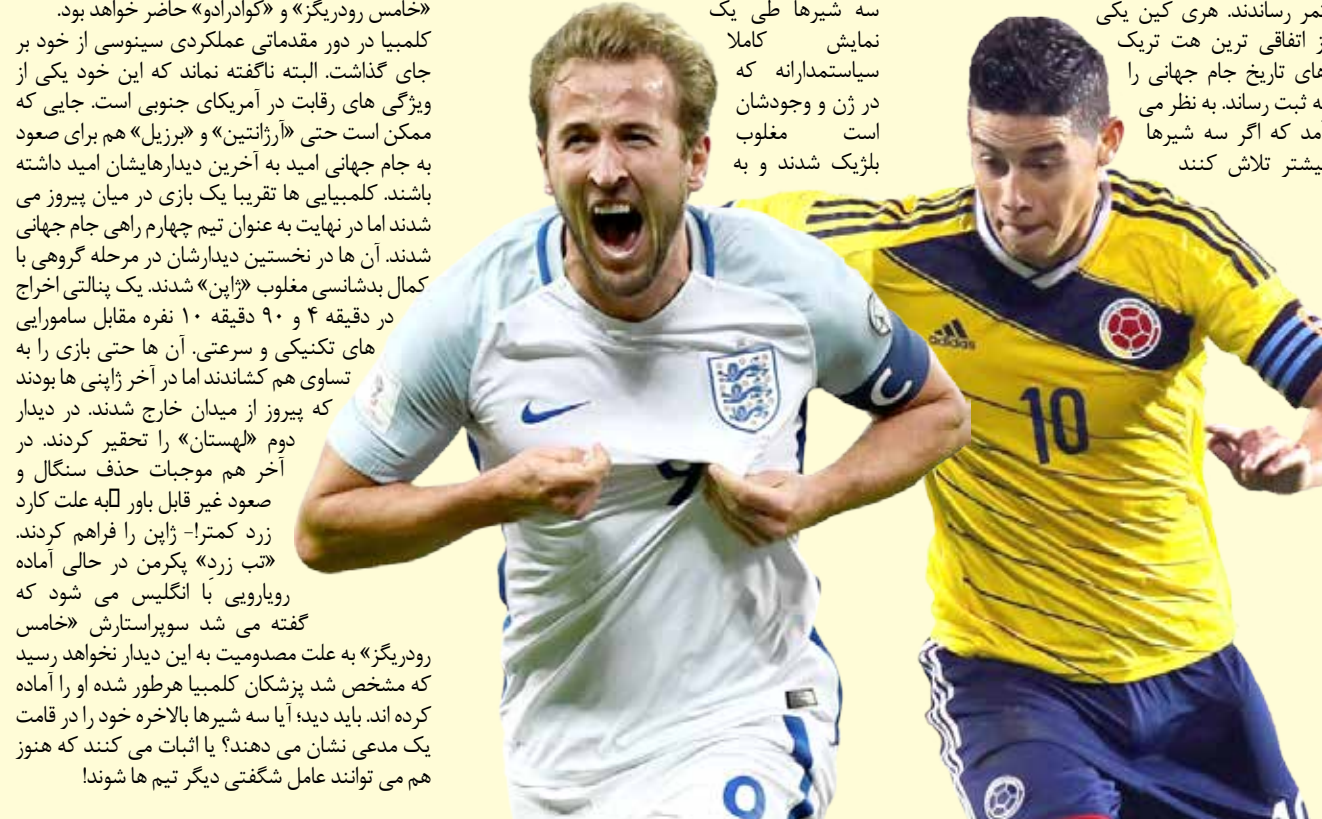 ثمر رساندند. هری کین یکی
از اتفاقی ترین هت تریک
های تاریخ جام جهانی را
به ثبت رساند. به نظر می
آمد که اگر سه شیرها
بیشتر تلاش کنند
سه شیرها طی یک
نمایش کاملا
سیاستمدارانه که
در ژن و وجودشان
است مغلوب
بلژیک شدند و به
«خامس رودریگز» و «کوادرادو» حاضر خواهد بود.
کلمبیا در دور مقدماتی عملکردی سینوسی از خود بر
جای گذاشت. البته ناگفته نماند که این خود یکی از
ویژگی های رقابت در آمریکای جنوبی است. جایی که
ممکن است حتی «آرژانتین» و «برزیل» هم برای صعود
به جام جهانی امید به آخرین دیدارهایشان امید داشته
باشند. کلمبیایی ها تقریبا یک بازی در میان پیروز می
شدند اما در نهایت به عنوان تیم چهارم راهی جام جهانی
شدند. آن ها در نخستین دیدارشان در مرحله گروهی با
کمال بدشانسی مغلوب «ژاپن» شدند. یک پنالتی اخراج
در دقیقه ۴ و ۹۰ دقیقه ۱۰ نفره مقابل سامورایی
های تکنیکی و سرعتی. آن ها حتی بازی را به
تساوی هم کشاندند اما در آخر ژاپنی ها بودند
که پیروز از میدان خارج شدند. در دیدار
دوم «لهستان» را تحقیر کردند. در
آخر هم موجبات حذف سنگال و
صعود غیر قابل باور به علت کارد
زرد کمتر!- ژاپن را فراهم کردند.
«تب زردِ» پکرمن در حالی آماده
رویارویی با انگلیس می شود که
گفته می شد سوپراستارش «خامس
رودریگز» به علت مصدومیت به این دیدار نخواهد رسید
که مشخص شد پزشکان کلمبیا هرطور شده او را آماده
کرده اند. باید دید؛ آیا سه شیرها بالاخره خود را در قامت
یک مدعی نشان می دهند؟ یا اثبات می کنند که هنوز
هم می توانند عامل شگفتی دیگر تیم ها شوند!
9
9
C
adidas
10